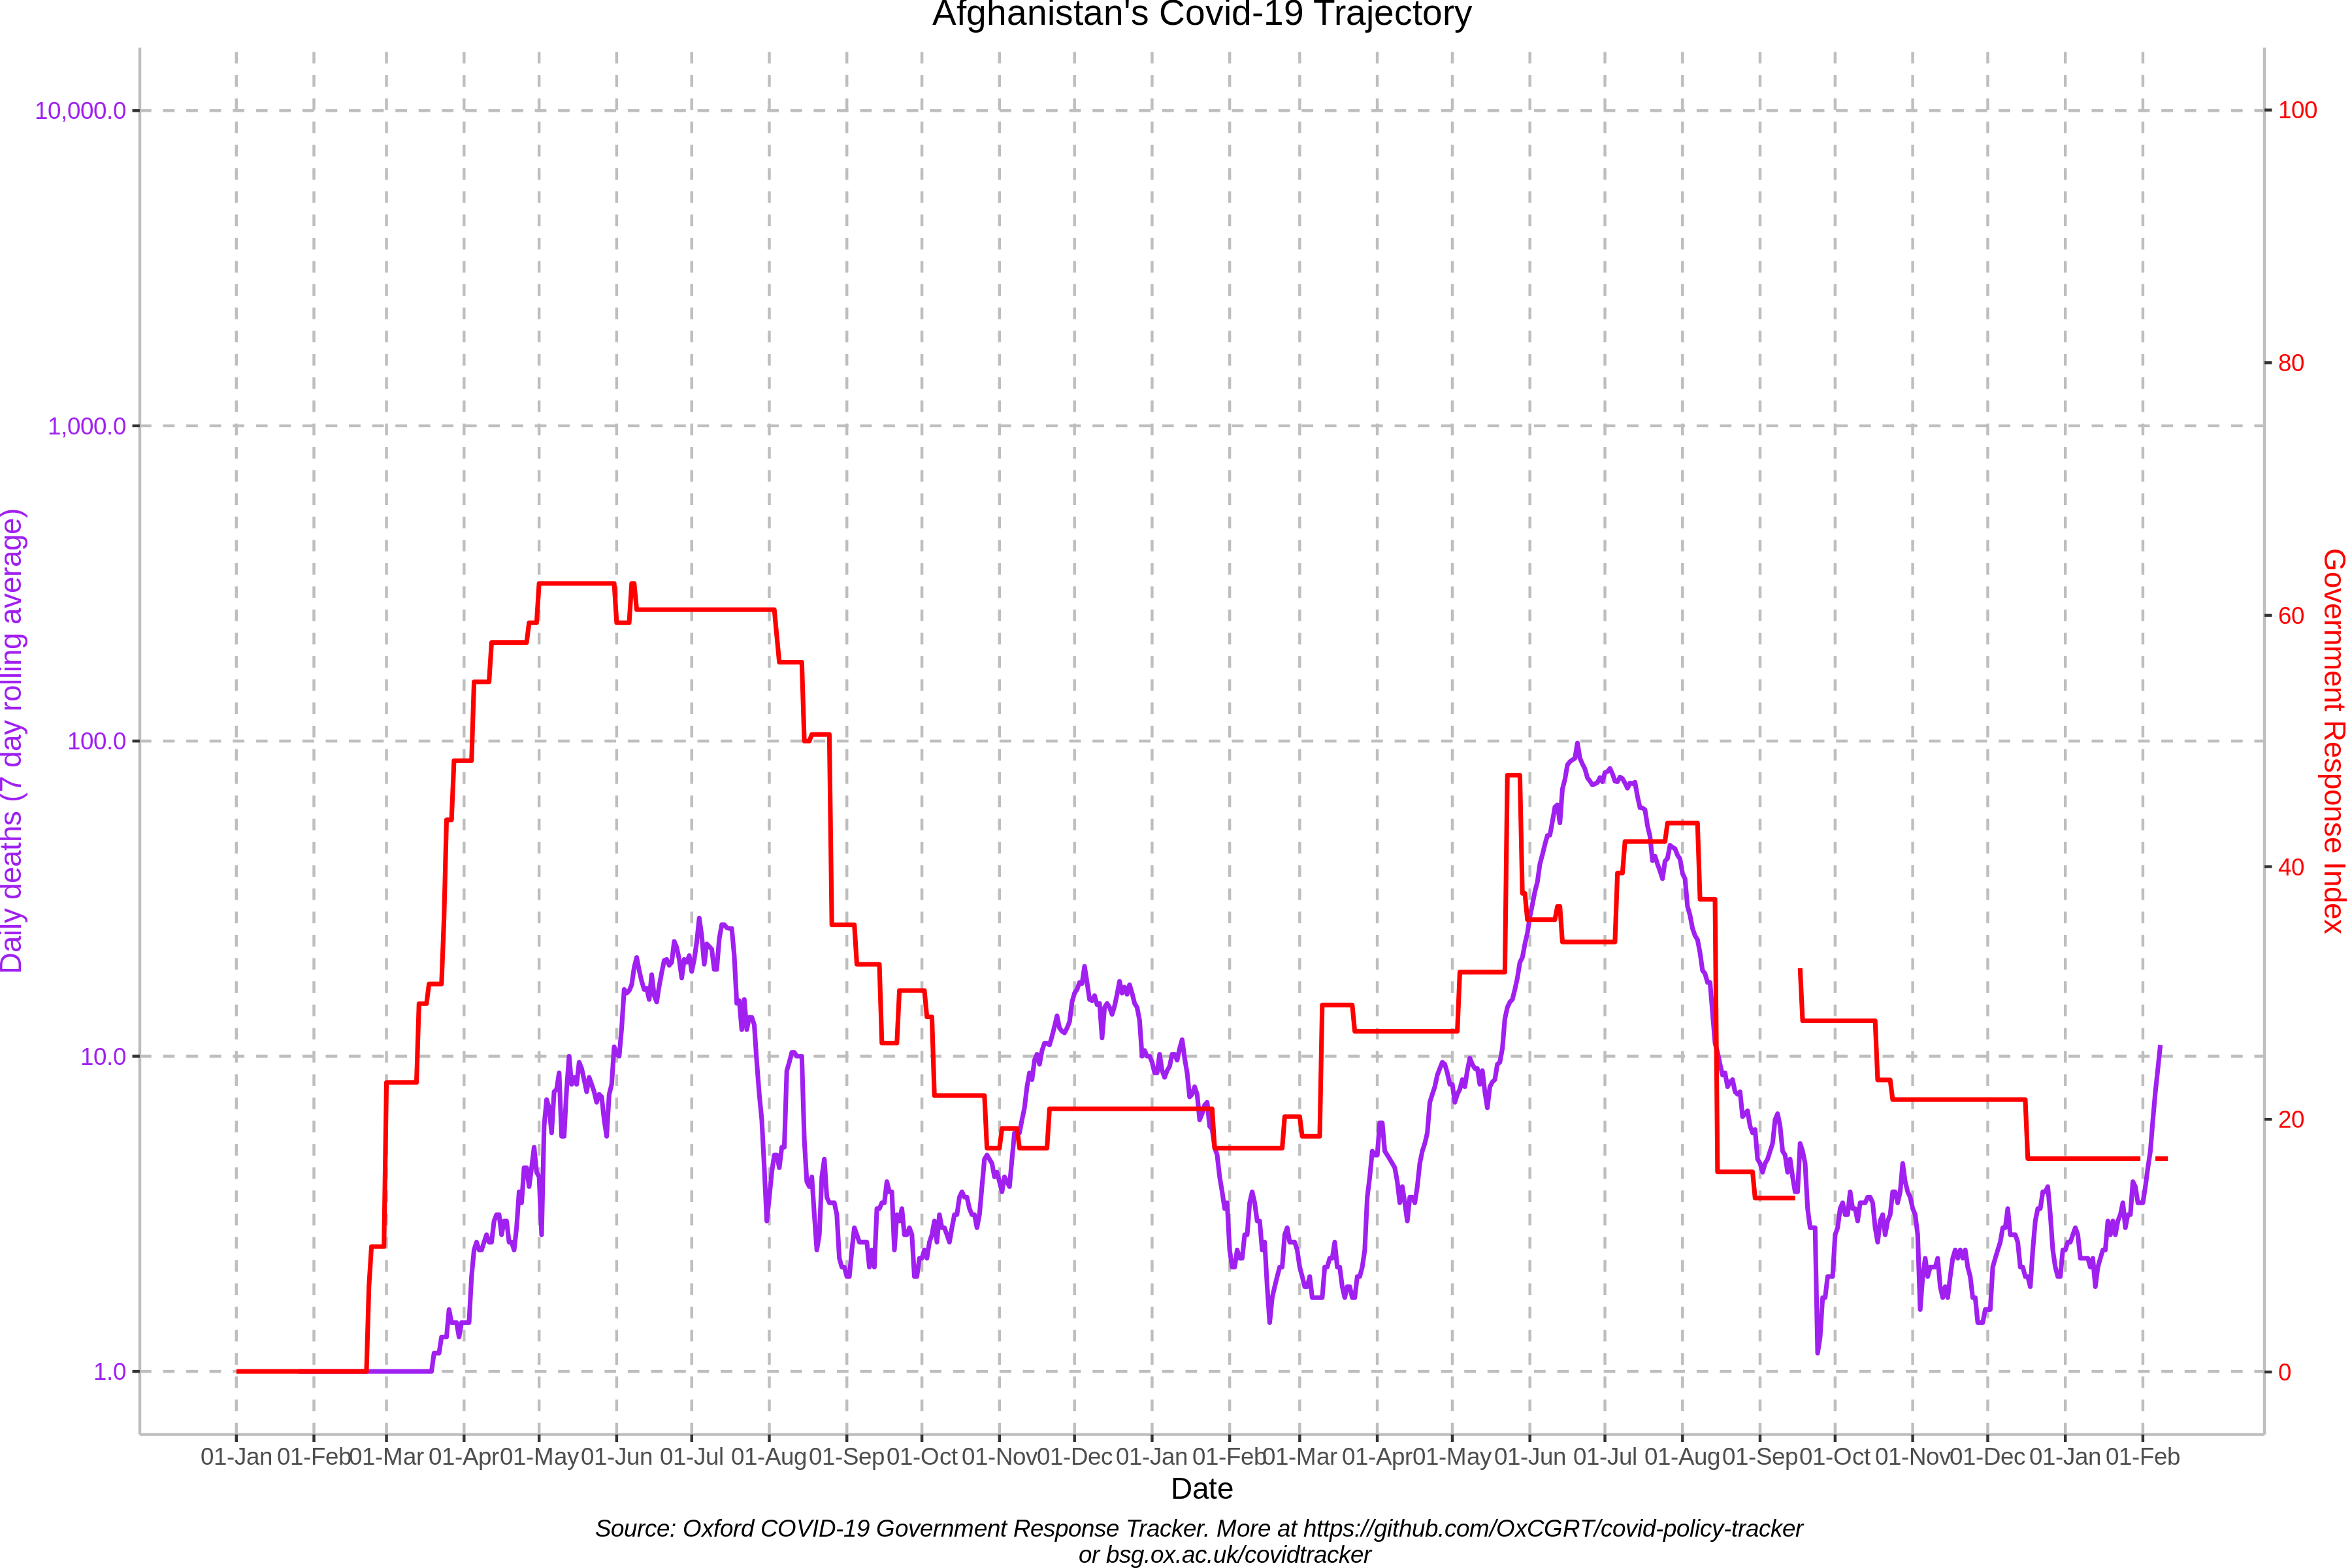 Afghanistan's Covid-19 Trajectory
10,000.0
1,000.0
100.0
10.0
1.0
Daily deaths (7 day rolling average)
100
80
60
40
20
0
Government Response Index
01-Jan 01-Feb 01-Mar 01-Apr 01-May 01-Jun 01-Jul 01-Aug 01-Sep 01-Oct 01-Nov 01-Dec 01-Jan 01-Feb 01-Mar 01-Apr 01-May 01-Jun 01-Jul 01-Aug 01-Sep 01-Oct 01-Nov 01-Dec 01-Jan 01-Feb
Date
Source: Oxford COVID-19 Government Response Tracker. More at https://github.com/OxCGRT/covid-policy-tracker
or bsg.ox.ac.uk/covidtracker